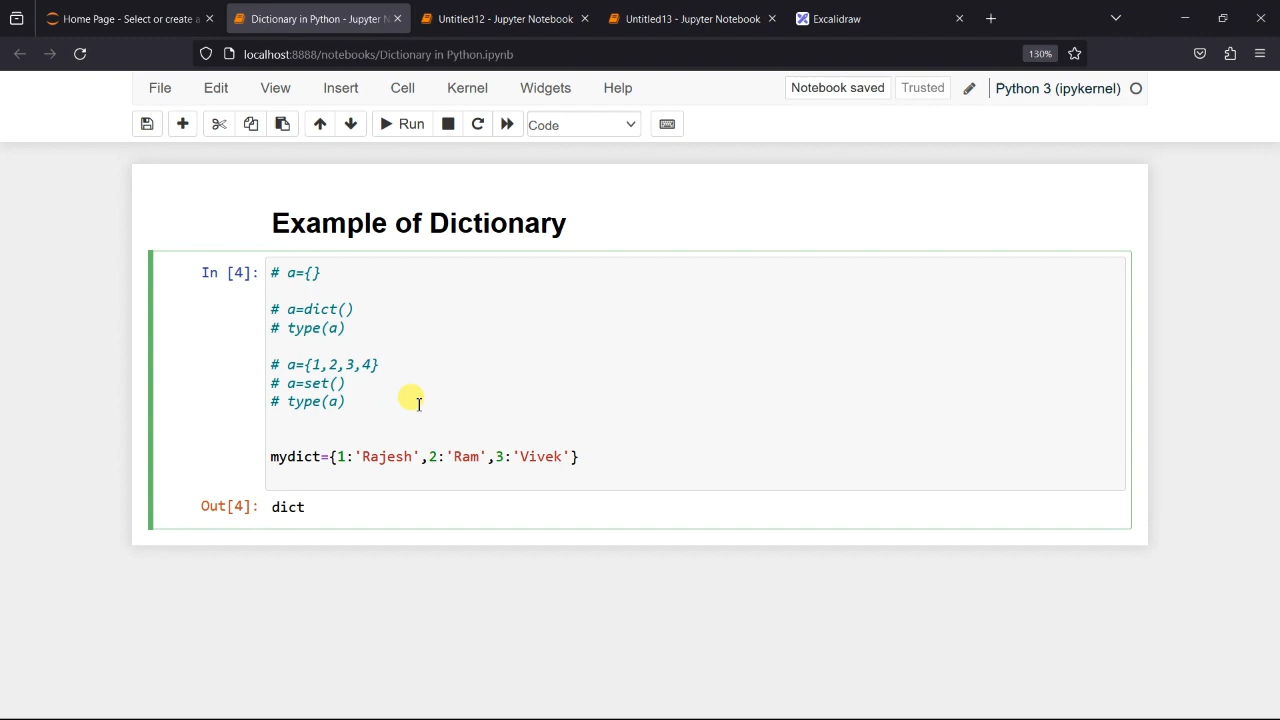 Home Page - Select or create a
Dictionary in Python - Jupyter N
Untitled12 - Jupyter Notebook
Untitled13 - Jupyter Notebook
Excalidraw
localhost:8888/notebooks/Dictionary in Python.ipynb
130%
File Edit View Insert Cell Kernel Widgets Help
Notebook saved
Trusted
Python 3 (ipykernel)
Run
Code
Example of Dictionary
In [4]: # a={}
# a=dict()
# type(a)
# a={1,2,3,4}
# a=set()
# type(a)
mydict={1:'Rajesh',2:'Ram',3:'Vivek'}
Out[4]: dict